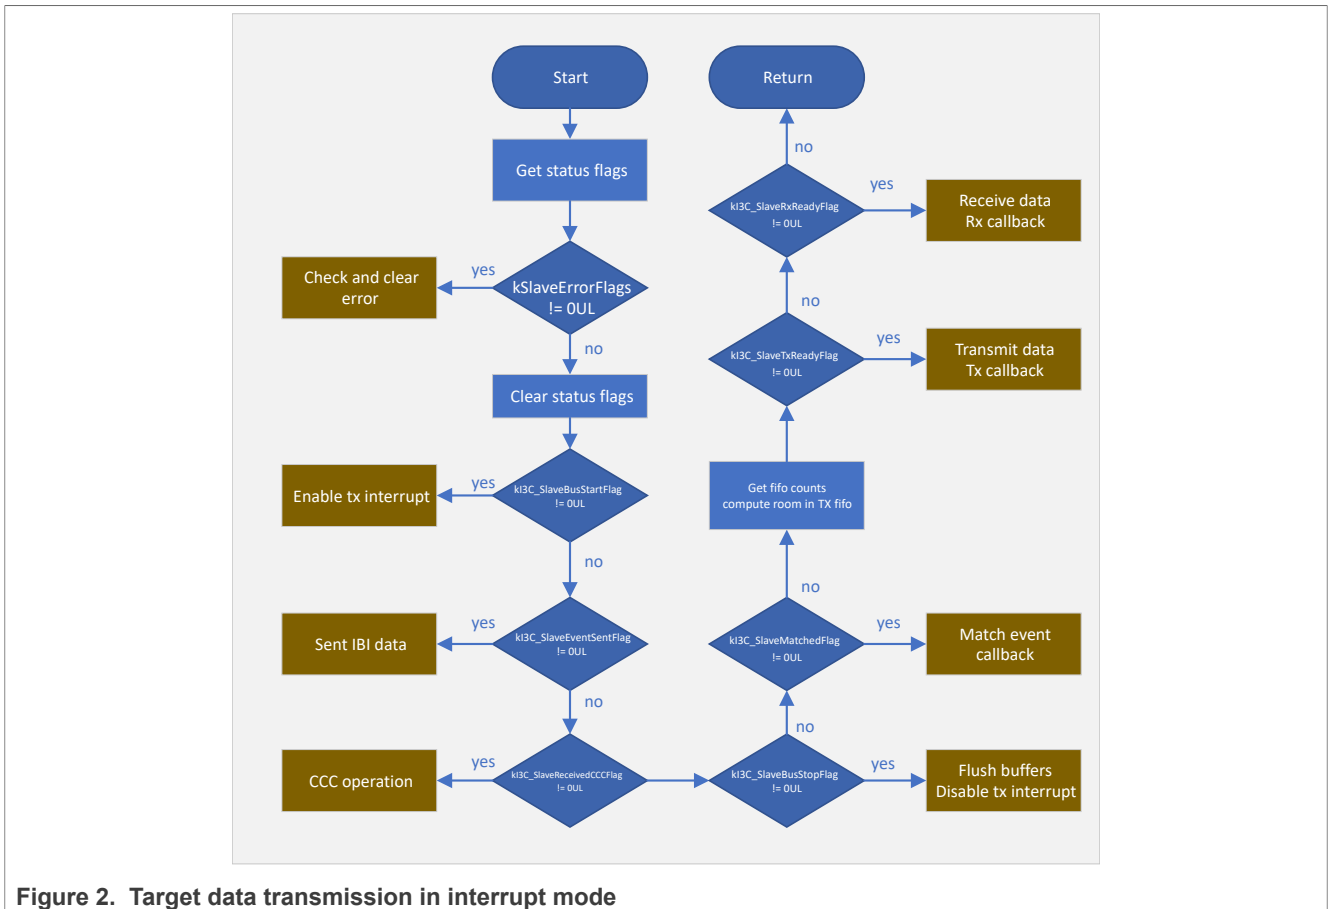 Start
Get status flags
yes
kSlaveErrorFlags
!= 0UL
Check and clear
error
no
Clear status flags
yes
kI3C_SlaveBusStartFlag
!= 0UL
Enable tx interrupt
no
yes
kI3C_SlaveEventSentFlag
!= 0UL
Sent IBI data
no
yes
kI3C_SlaveReceivedCCCFlag
!= 0UL
CCC operation
kI3C_SlaveBusStopFlag
!= 0UL
yes
Flush buffers
Disable tx interrupt
no
kI3C_SlaveMatchedFlag
!= 0UL
yes
Match event
callback
no
Get fifo counts
compute room in TX fifo
kI3C_SlaveTxReadyFlag
!= 0UL
yes
Transmit data
Tx callback
no
kI3C_SlaveRxReadyFlag
!= 0UL
yes
Receive data
Rx callback
no
Return
Figure 2. Target data transmission in interrupt mode